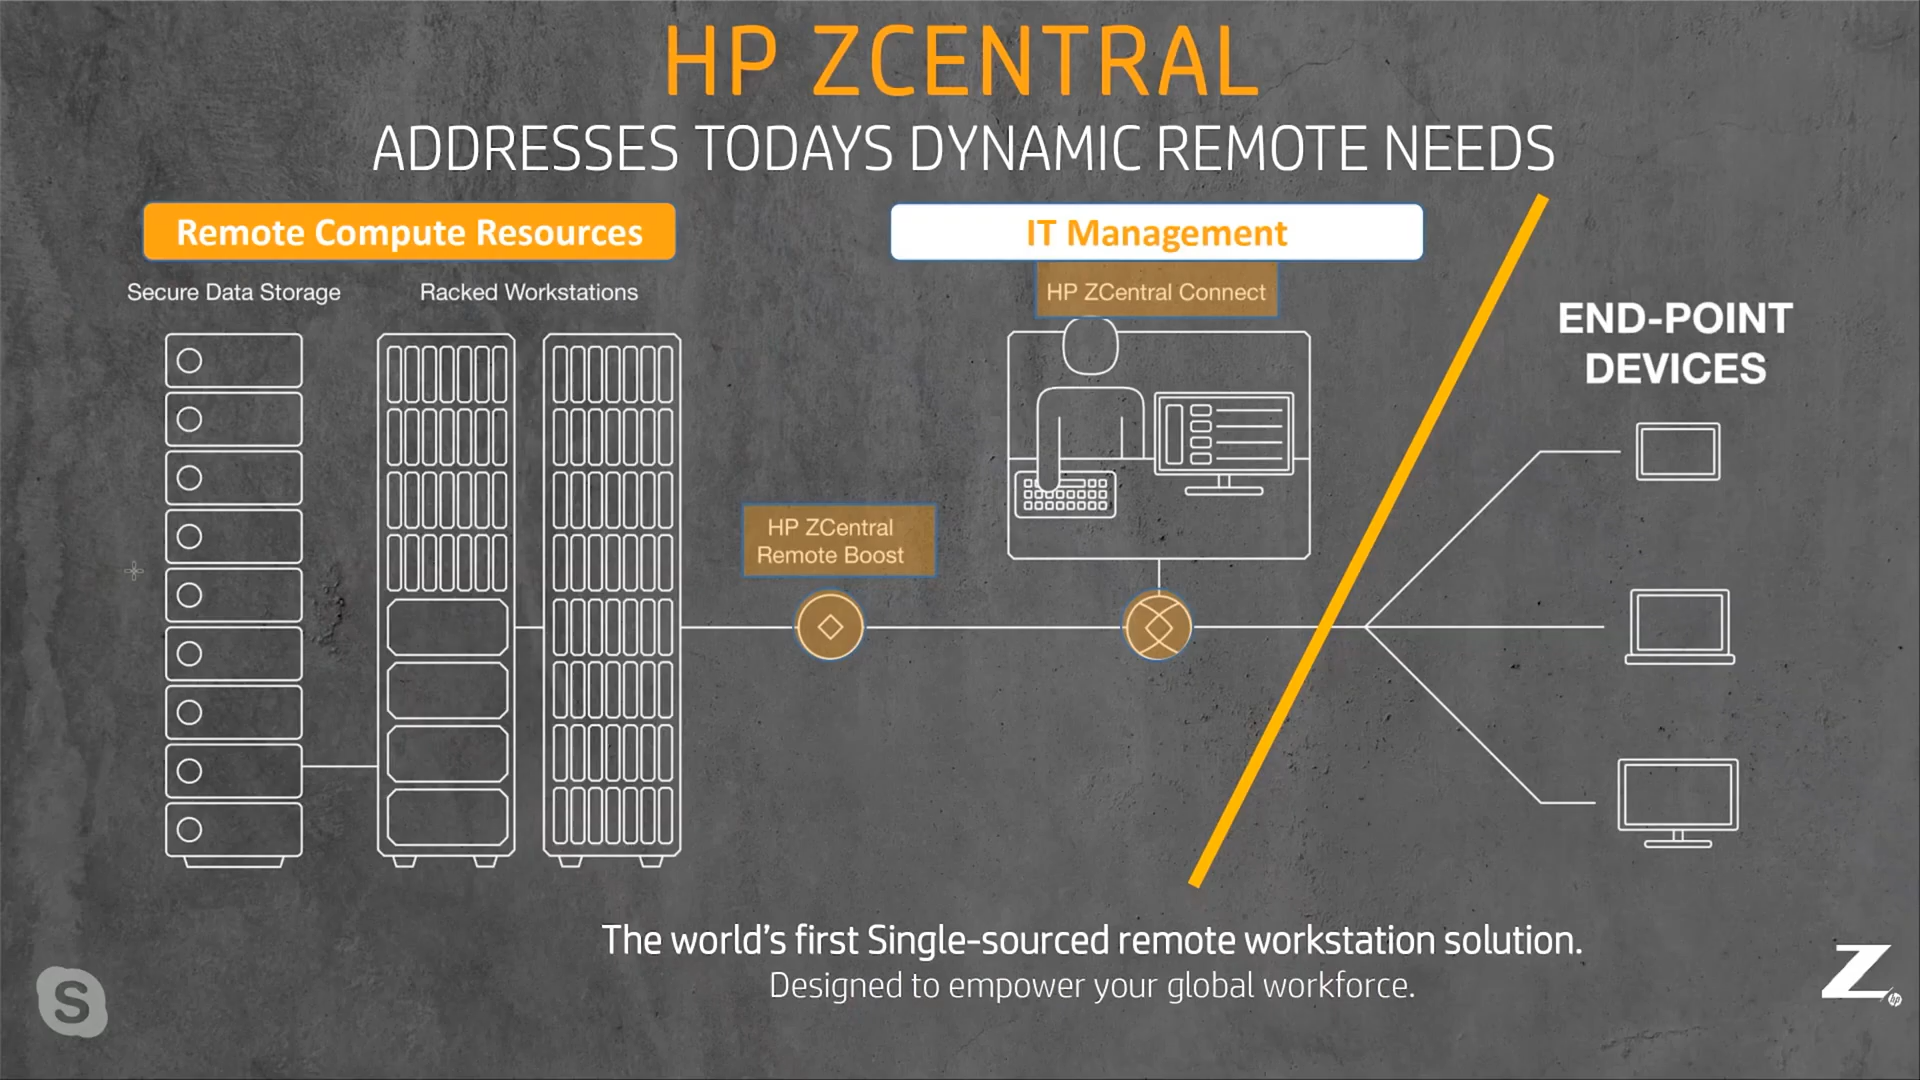 HP ZCENTRAL
ADDRESSES TODAYS DYNAMIC REMOTE NEEDS
Remote Compute Resources
IT Management
Secure Data Storage
Racked Workstations
HP ZCentral Connect
END-POINT
DEVICES
HP ZCentral
Remote Boost
The world's first Single-sourced remote workstation solution.
Designed to empower your global workforce.
S
Z
hp